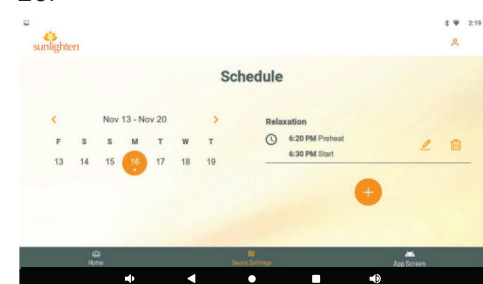 2:19
sunlighten
Schedule
Nov 13 - Nov 20
F S S M T W T
13 14 15 16 17 18 19
Relaxation
6:20 PM Preheat
6:30 PM Start
+
Home
Sauna Settings
App Screen